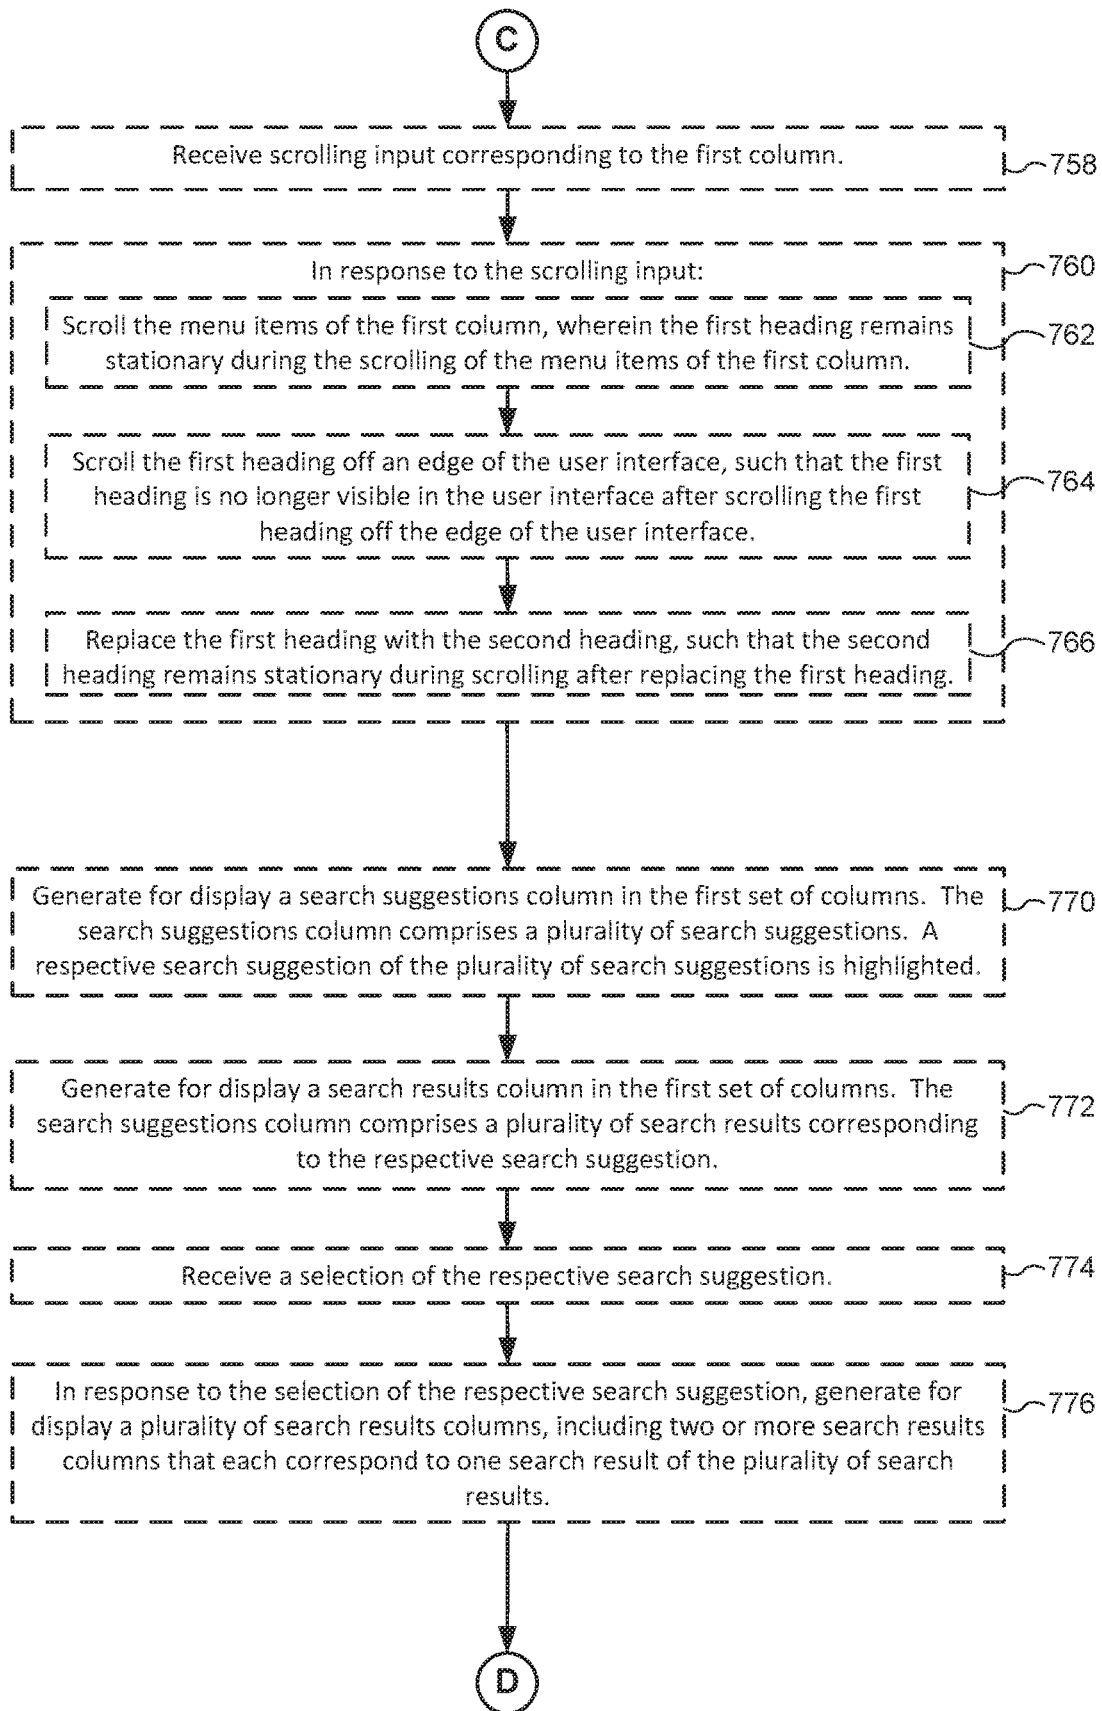 C
Receive scrolling input corresponding to the first column.
758
In response to the scrolling input:
760
Scroll the menu items of the first column, wherein the first heading remains
stationary during the scrolling of the menu items of the first column.
762
Scroll the first heading off an edge of the user interface, such that the first
heading is no longer visible in the user interface after scrolling the first
heading off the edge of the user interface.
764
Replace the first heading with the second heading, such that the second
heading remains stationary during scrolling after replacing the first heading.
766
Generate for display a search suggestions column in the first set of columns. The
search suggestions column comprises a plurality of search suggestions. A
respective search suggestion of the plurality of search suggestions is highlighted.
770
Generate for display a search results column in the first set of columns. The
search suggestions column comprises a plurality of search results corresponding
to the respective search suggestion.
772
Receive a selection of the respective search suggestion.
774
In response to the selection of the respective search suggestion, generate for
display a plurality of search results columns, including two or more search results
columns that each correspond to one search result of the plurality of search
results.
776
D